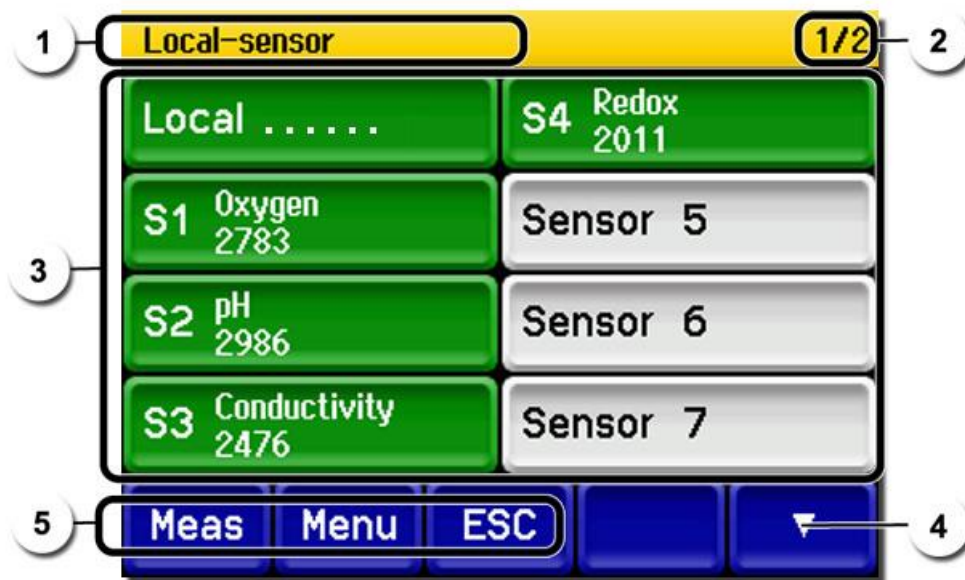 1
Local-sensor
1/2
2
Local ......
S4 Redox
2011
S1 Oxygen
2783
Sensor 5
3
S2 pH
2986
Sensor 6
S3 Conductivity
2476
Sensor 7
5
Meas
Menu
ESC
4